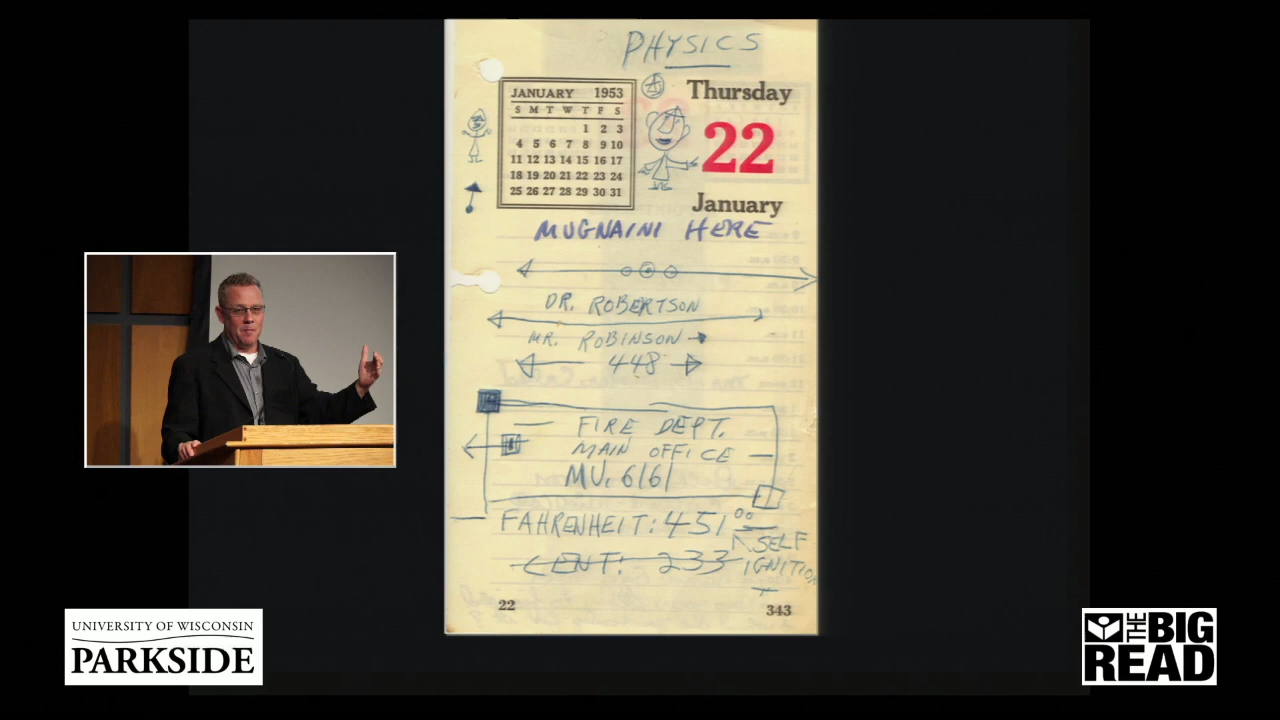 PHYSICS
JANUARY 1953
S M T W T F S
1 2 3
4 5 6 7 8 9 10
11 12 13 14 15 16 17
18 19 20 21 22 23 24
25 26 27 28 29 30 31
Thursday
22
January
MUGNAINI HERE
DR. ROBERTSON
MR. ROBINSON
448
FIRE DEPT.
MAIN OFFICE
MU. 6161
FAHRENHEIT: 451°
SELF
IGNITION
CENT: 233
22
343
UNIVERSITY OF WISCONSIN
PARKSIDE
THE BIG
READ